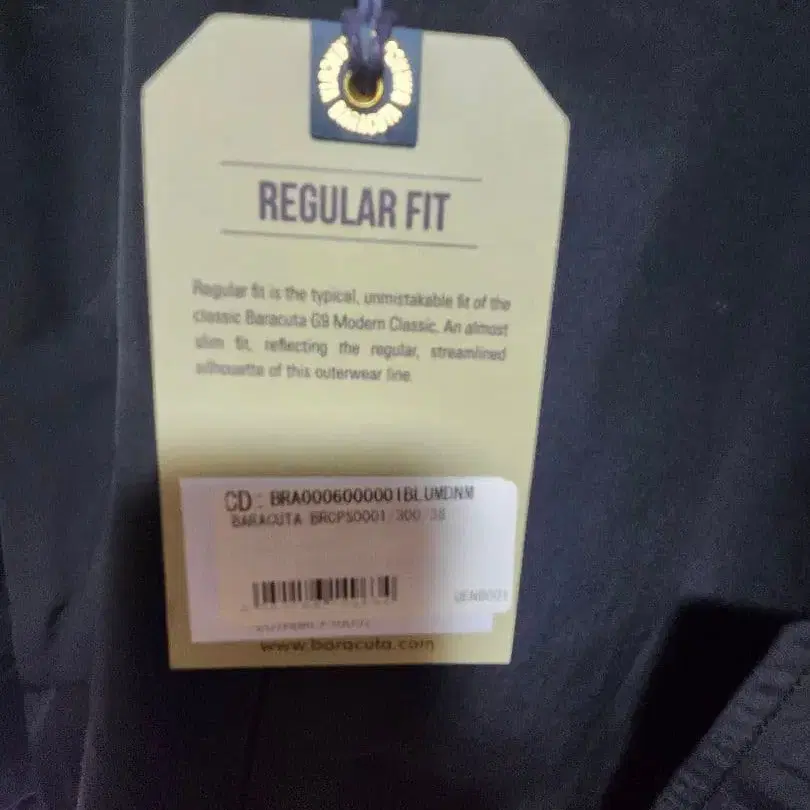 BARACUTA
REGULAR FIT
Regular fit is the typical, unmistakable fit of the
classic Baracuta G9 Modern Classic. An almost
slim fit, reflecting the regular, streamlined
silhouette of this outerwear line.
CD: BRA0006000001BLUMDNM
BARACUTA BRCPS0001/300/38
www.baracuta.com